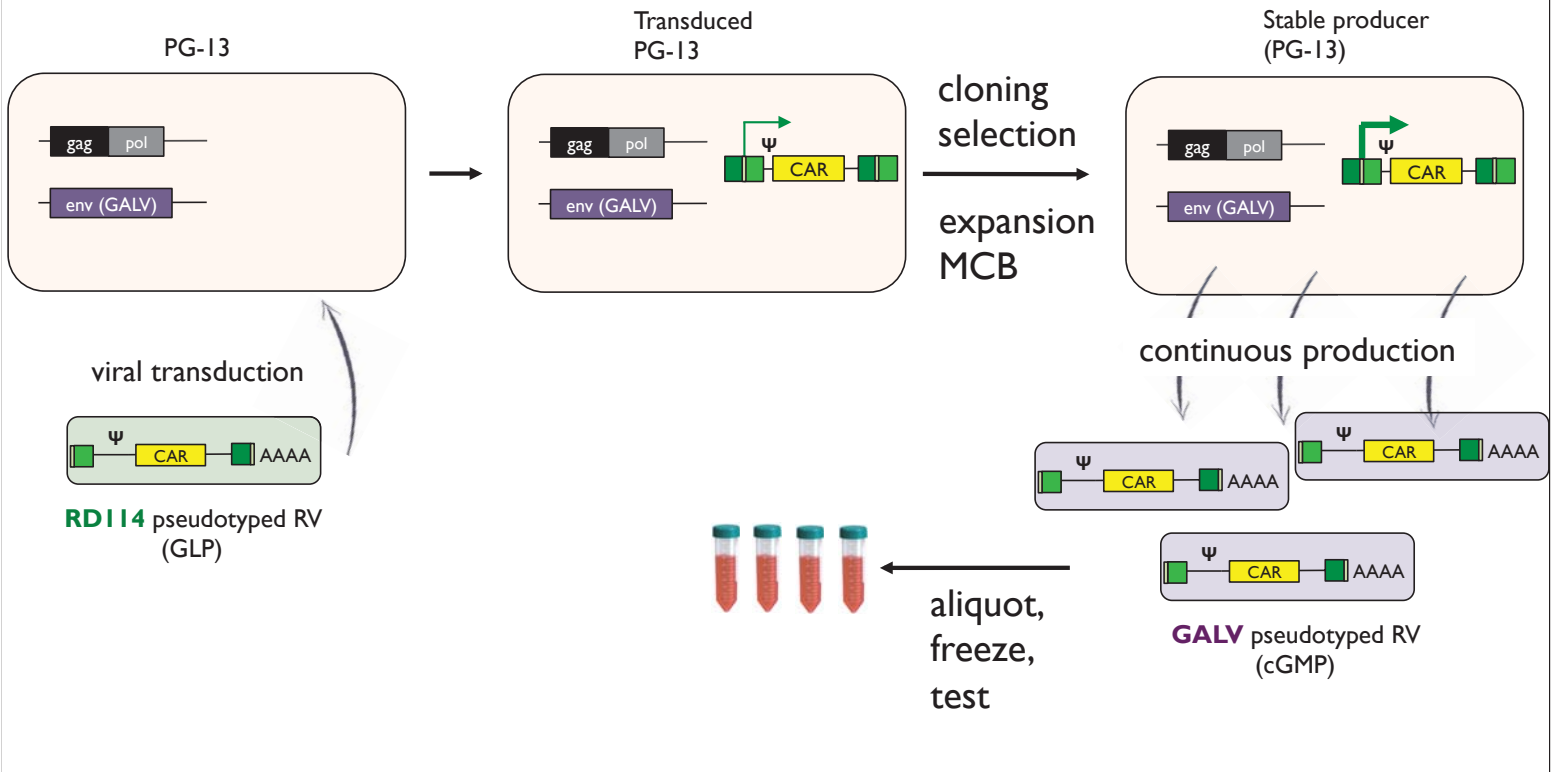 PG-13
gag pol
env (GALV)
viral transduction
Ψ
CAR
AAAA
RD114 pseudotyped RV
(GLP)
Transduced
PG-13
gag pol
Ψ
CAR
env (GALV)
cloning
selection
expansion
MCB
Stable producer
(PG-13)
gag pol
Ψ
CAR
env (GALV)
continuous production
Ψ
CAR
AAAA
Ψ
CAR
AAAA
Ψ
CAR
AAAA
GALV pseudotyped RV
(cGMP)
aliquot,
freeze,
test